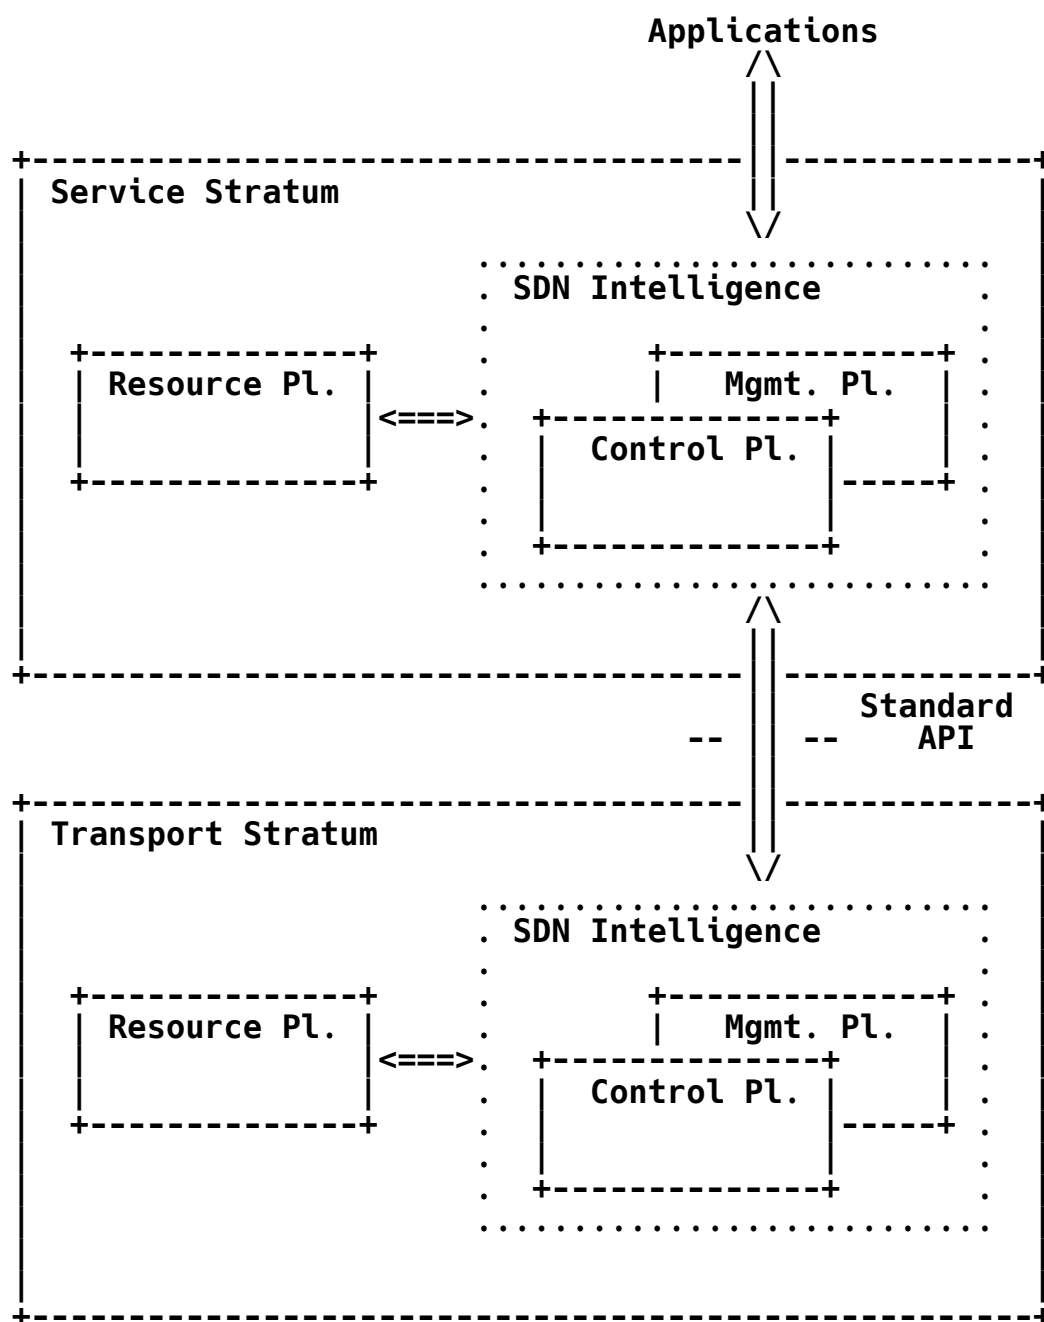 Applications
Service Stratum
SDN Intelligence
Resource Pl.
Mgmt. Pl.
Control Pl.
Standard
API
Transport Stratum
SDN Intelligence
Resource Pl.
Mgmt. Pl.
Control Pl.